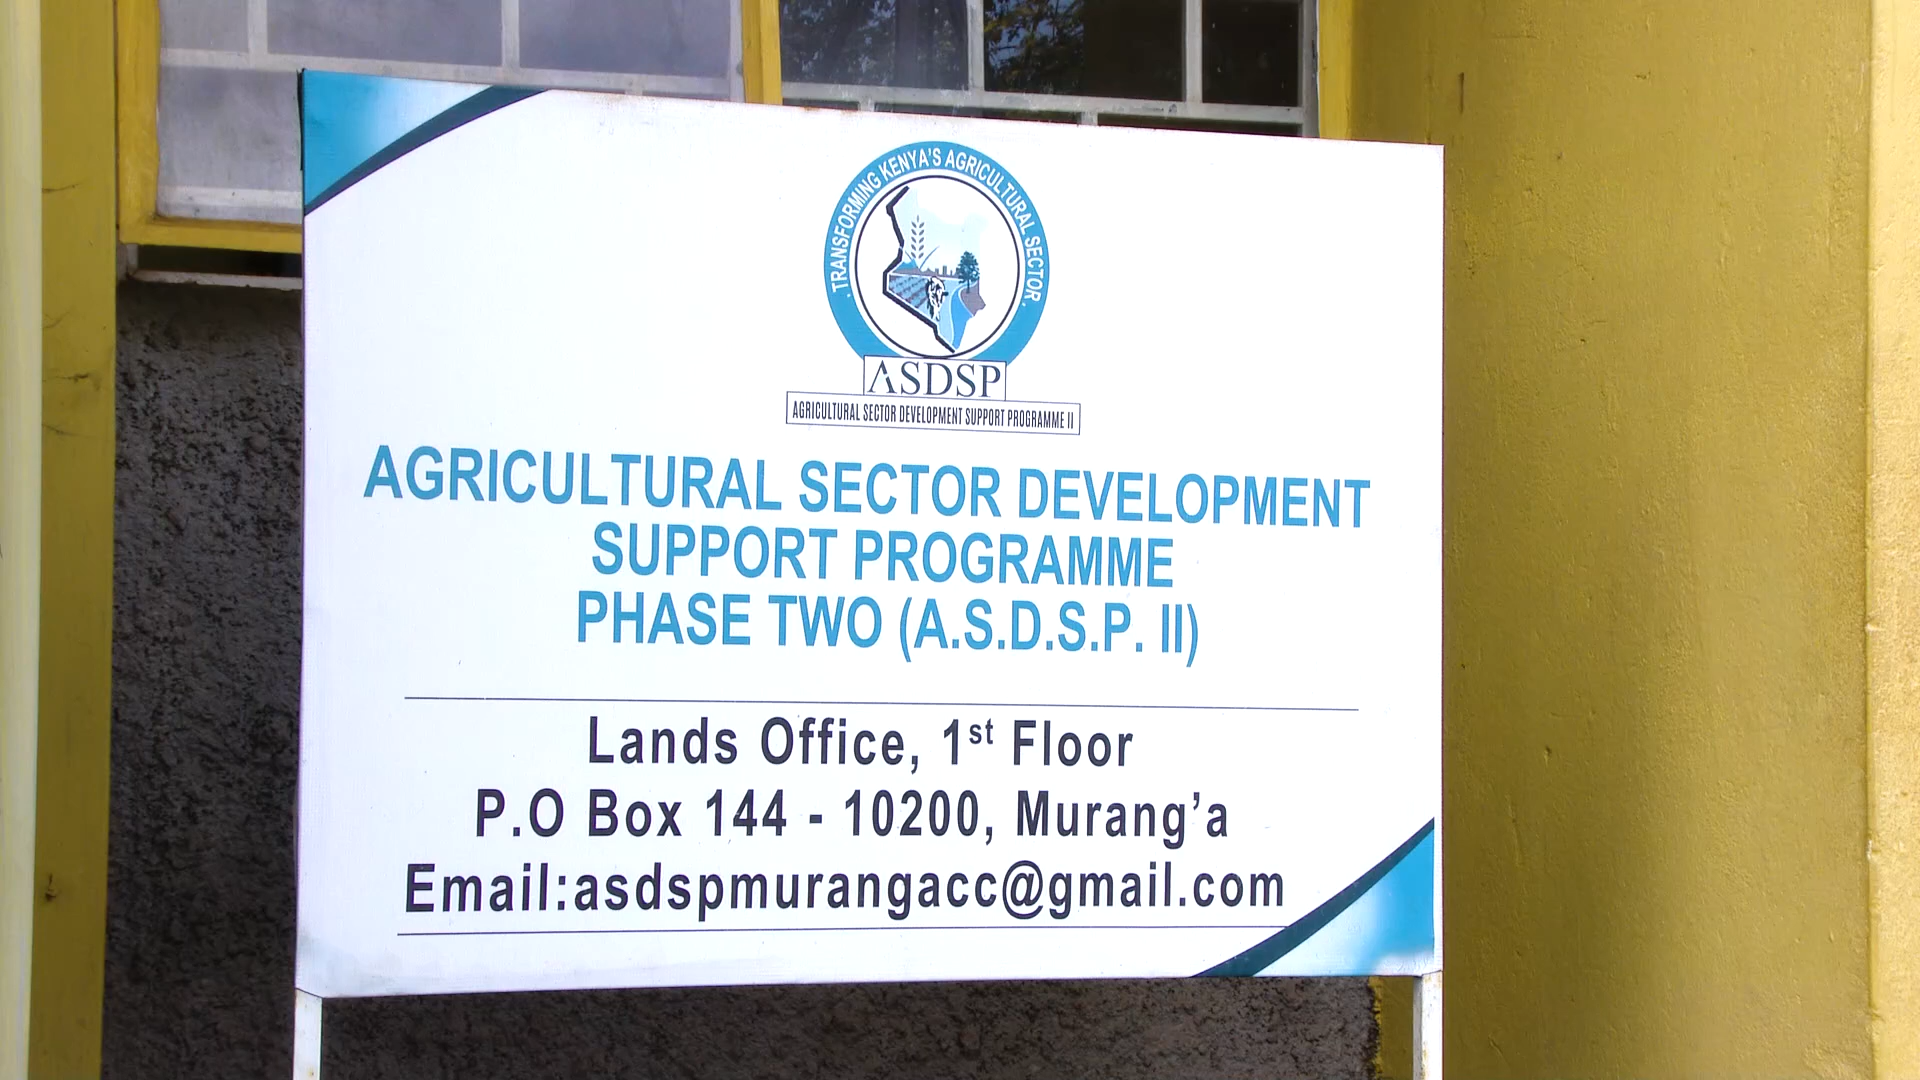 TRANSFORMING KENYA'S AGRICULTURAL SECTOR
ASDSP
AGRICULTURAL SECTOR DEVELOPMENT SUPPORT PROGRAMME II
AGRICULTURAL SECTOR DEVELOPMENT
SUPPORT PROGRAMME
PHASE TWO (A.S.D.S.P. II)
Lands Office, 1st Floor
P.O Box 144 - 10200, Murang’a
Email:asdspmurangacc@gmail.com